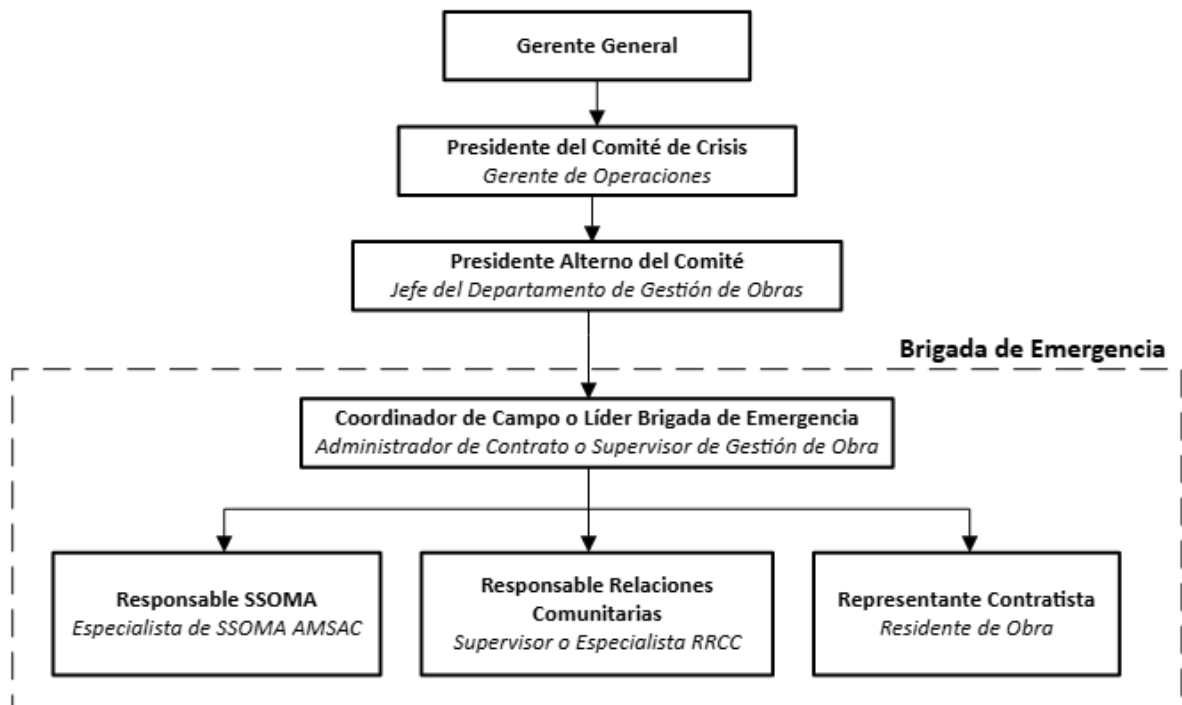 Gerente General
Presidente del Comité de Crisis
Gerente de Operaciones
Presidente Alterno del Comité
Jefe del Departamento de Gestión de Obras
Brigada de Emergencia
Coordinador de Campo o Líder Brigada de Emergencia
Administrador de Contrato o Supervisor de Gestión de Obra
Responsable SSOMA
Especialista de SSOMA AMSAC
Responsable Relaciones
Comunitarias
Supervisor o Especialista RRCC
Representante Contratista
Residente de Obra